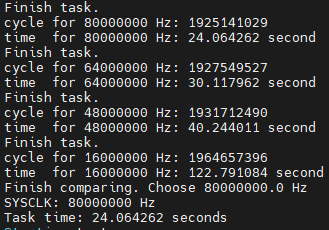 Finish task.
cycle for 80000000 Hz: 1925141029
time  for 80000000 Hz: 24.064262 second
Finish task.
cycle for 64000000 Hz: 1927549527
time  for 64000000 Hz: 30.117962 second
Finish task.
cycle for 48000000 Hz: 1931712490
time  for 48000000 Hz: 40.244011 second
Finish task.
cycle for 16000000 Hz: 1964657396
time  for 16000000 Hz: 122.791084 second
Finish comparing. Choose 80000000.0 Hz
SYSCLK: 80000000 Hz
Task time: 24.064262 seconds